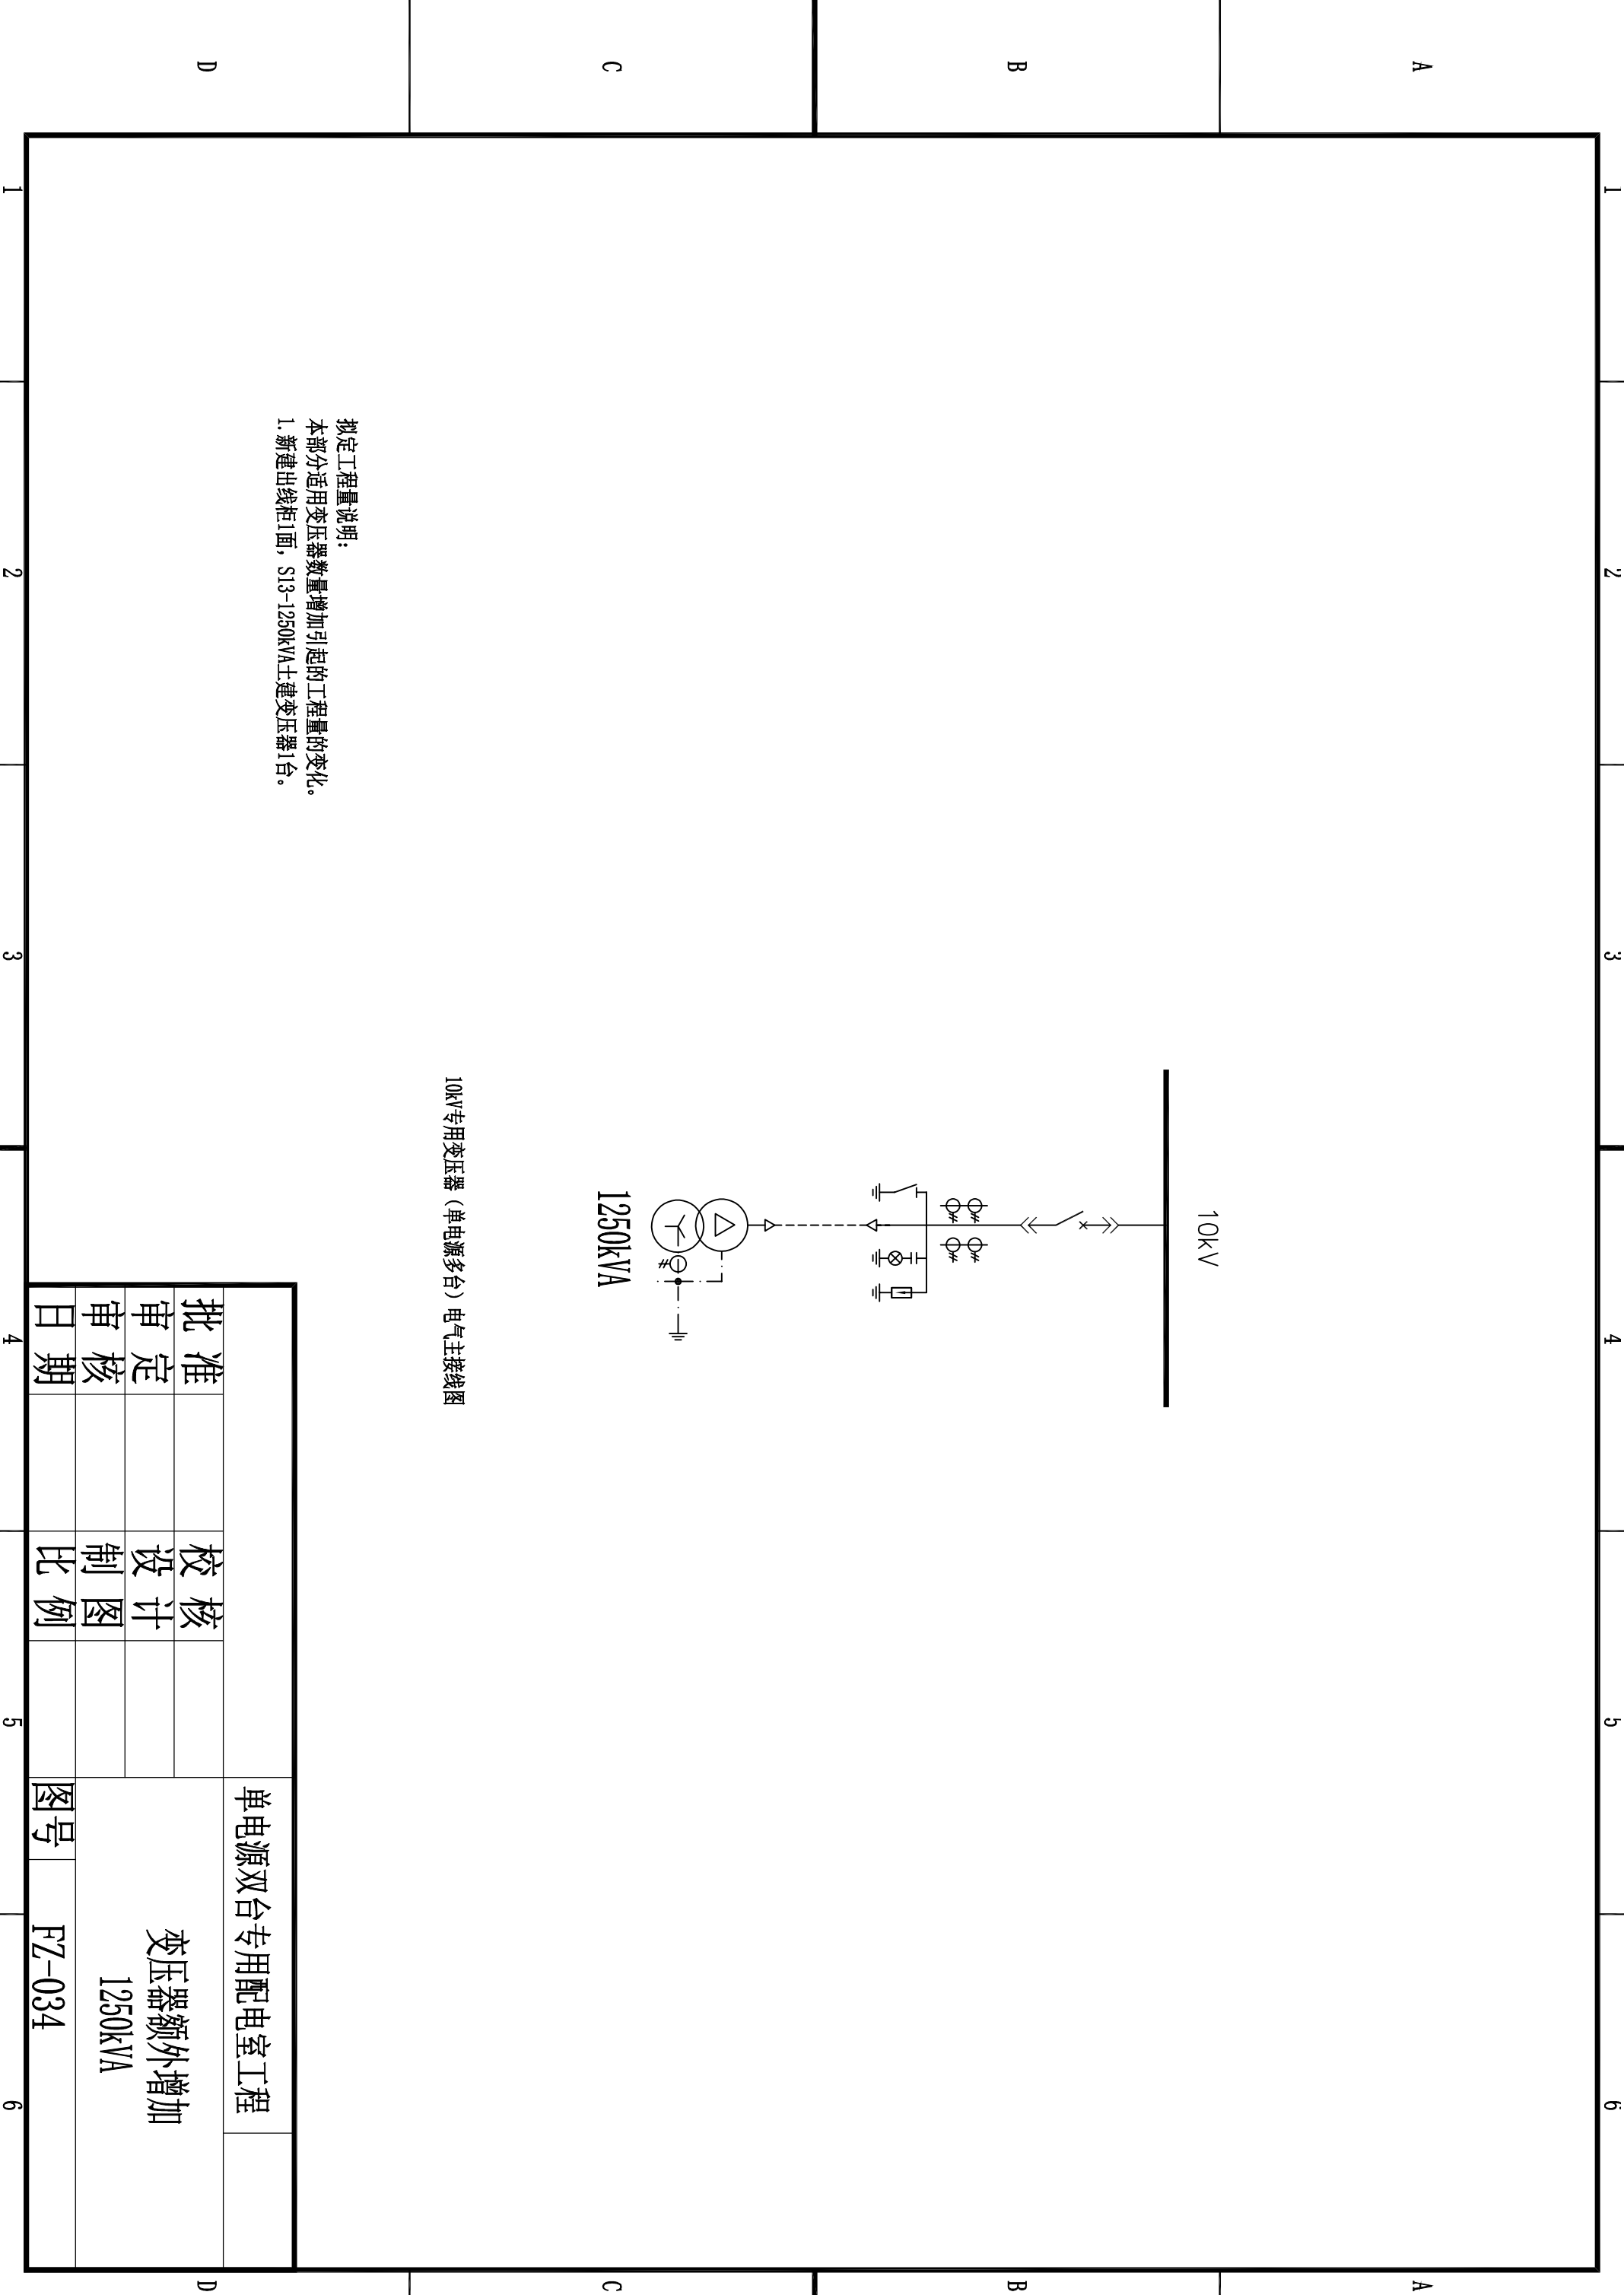 1 2 3 4 5 6
A
B
C
D
A
B
C
D
10kV
1250kVA
10kV专用变压器（单电源多台）电气主接线图
拟定工程量说明：
本部分适用变压器数量增加引起的工程量的变化。
1.新建出线柜1面，S13-1250kVA土建变压器1台。
单电源双台专用配电室工程
批 准 校 核
审 定 设 计
审 核 制 图
日 期 比 例
变压器额外增加
1250kVA
图号 FZ-034
1 2 3 4 5 6